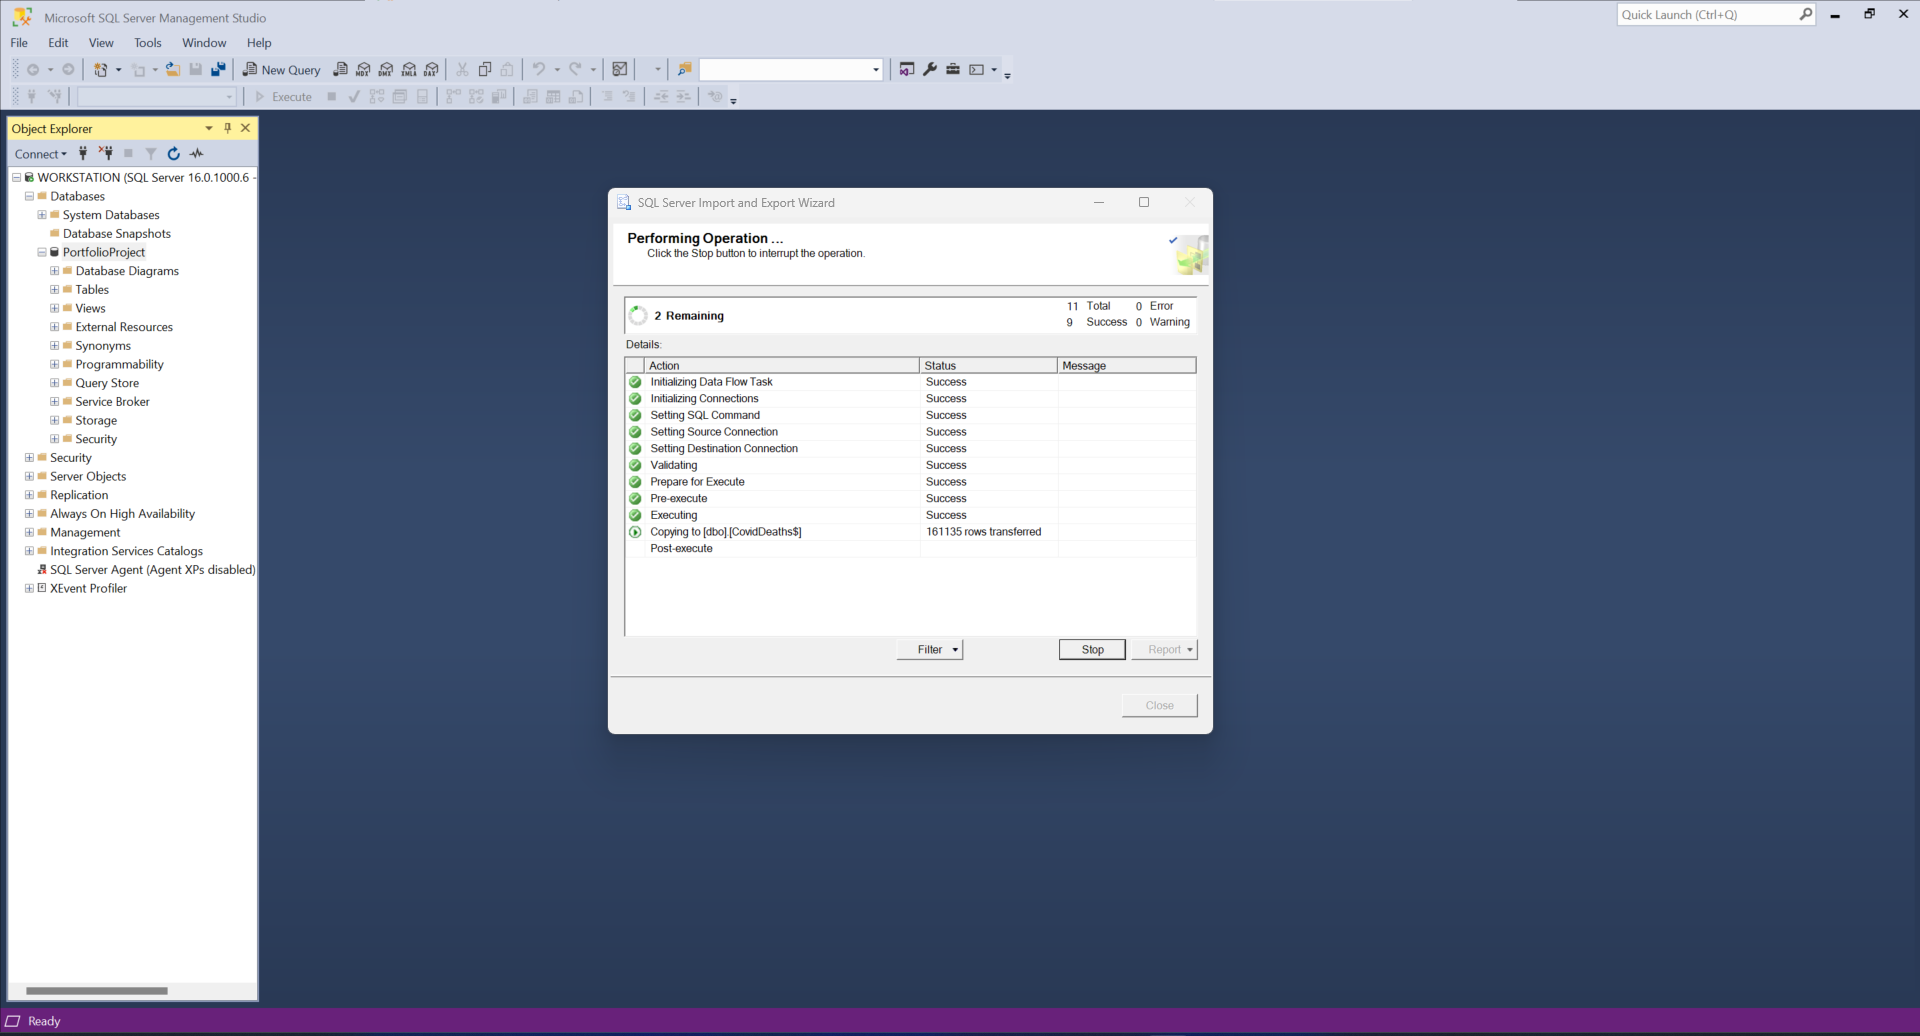 Microsoft SQL Server Management Studio
Quick Launch (Ctrl+Q)
File Edit View Tools Window Help
New Query MDX DMX XMLA DAX
Execute
Object Explorer
Connect
WORKSTATION (SQL Server 16.0.1000.6 -
Databases
System Databases
Database Snapshots
PortfolioProject
Database Diagrams
Tables
Views
External Resources
Synonyms
Programmability
Query Store
Service Broker
Storage
Security
Security
Server Objects
Replication
Always On High Availability
Management
Integration Services Catalogs
SQL Server Agent (Agent XPs disabled)
XEvent Profiler
SQL Server Import and Export Wizard
Performing Operation ...
Click the Stop button to interrupt the operation.
2 Remaining
11 Total 0 Error
9 Success 0 Warning
Details:
Action Status Message
Initializing Data Flow Task Success
Initializing Connections Success
Setting SQL Command Success
Setting Source Connection Success
Setting Destination Connection Success
Validating Success
Prepare for Execute Success
Pre-execute Success
Executing Success
Copying to [dbo].[CovidDeaths$] 161135 rows transferred
Post-execute
Filter Stop Report
Close
Ready